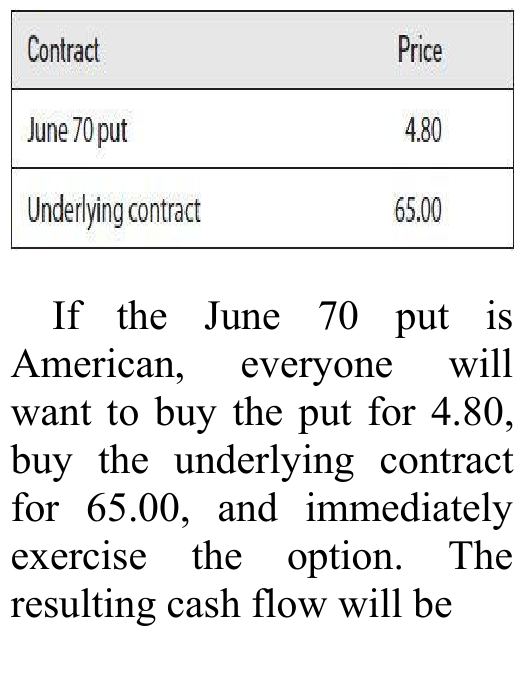 Contract Price
June 70 put 4.80
Underlying contract 65.00
If the June 70 put is
American, everyone will
want to buy the put for 4.80,
buy the underlying contract
for 65.00, and immediately
exercise the option. The
resulting cash flow will be